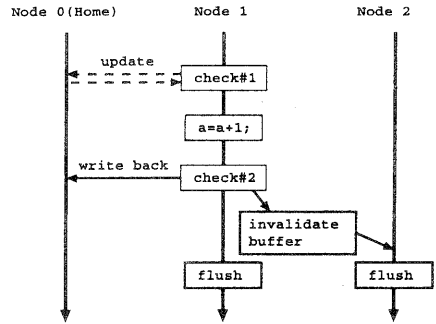 Node 0(Home) Node 1 Node 2
update
check#1
a=a+1;
write back
check#2
invalidate
buffer
flush flush